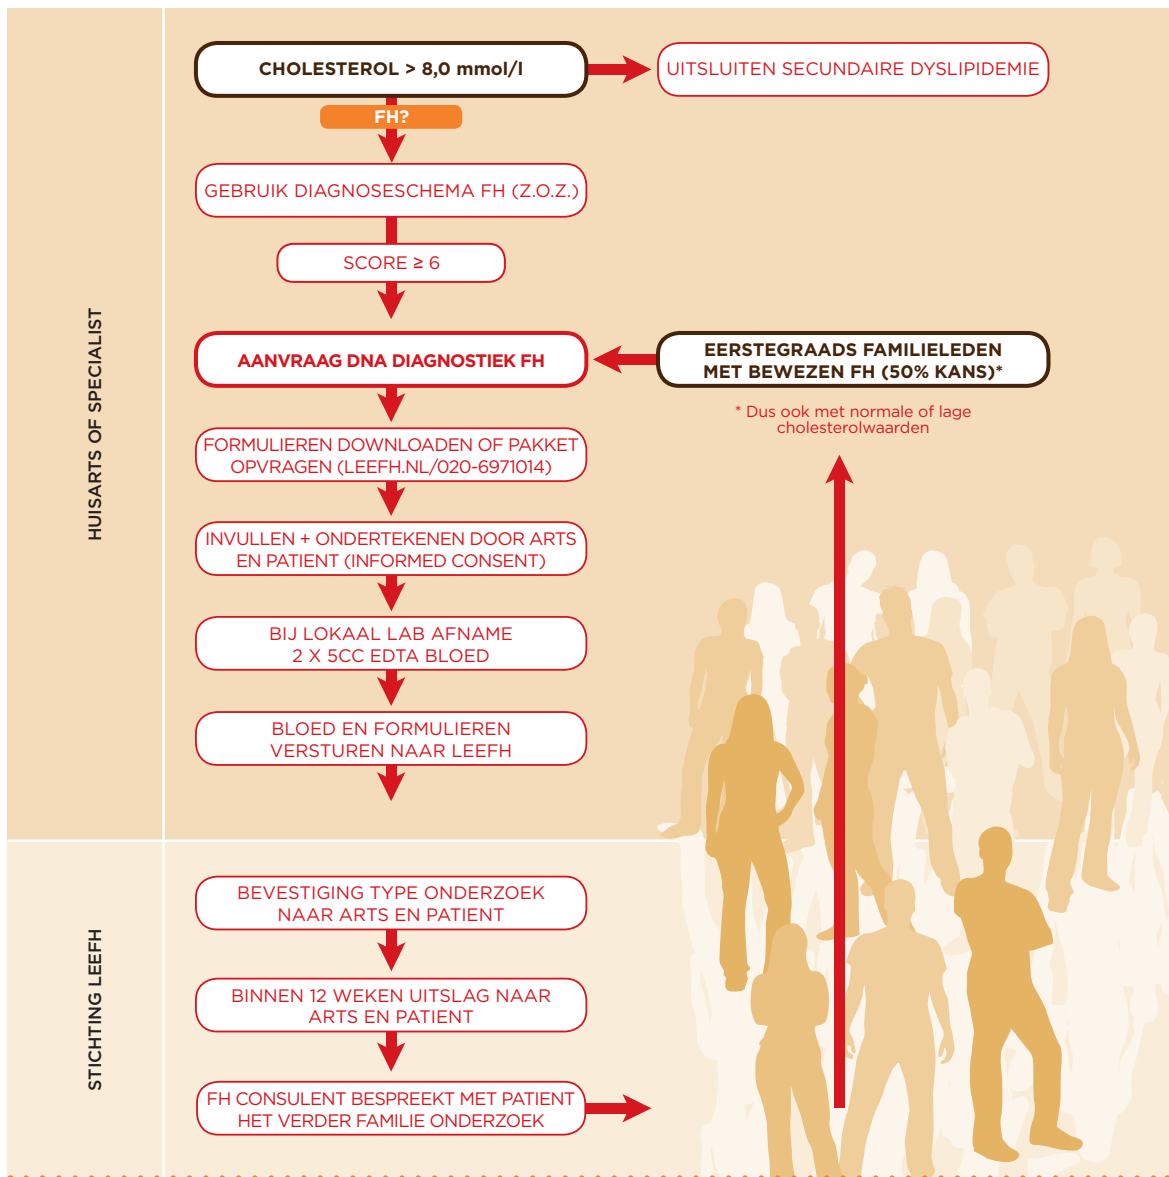 HUISARTS OF SPECIALIST
CHOLESTEROL > 8,0 mmol/l
UITSLUITEN SECUNDAIRE DYSLIPIDEMIE
FH?
GEBRUIK DIAGNOSESCHEMA FH (Z.O.Z.)
SCORE ≥ 6
AANVRAAG DNA DIAGNOSTIEK FH
EERSTEGRAADS FAMILIELEDEN
MET BEWEZEN FH (50% KANS)*
* Dus ook met normale of lage
cholesterolwaarden
FORMULIEREN DOWNLOADEN OF PAKKET
OPVRAGEN (LEEFH.NL/020-6971014)
INVULLEN + ONDERTEKENEN DOOR ARTS
EN PATIENT (INFORMED CONSENT)
BIJ LOKAAL LAB AFNAME
2 X 5CC EDTA BLOED
BLOED EN FORMULIEREN
VERSTUREN NAAR LEEFH
STICHTING LEEFH
BEVESTIGING TYPE ONDERZOEK
NAAR ARTS EN PATIENT
BINNEN 12 WEKEN UITSLAG NAAR
ARTS EN PATIENT
FH CONSULENT BESPREEKT MET PATIENT
HET VERDER FAMILIE ONDERZOEK